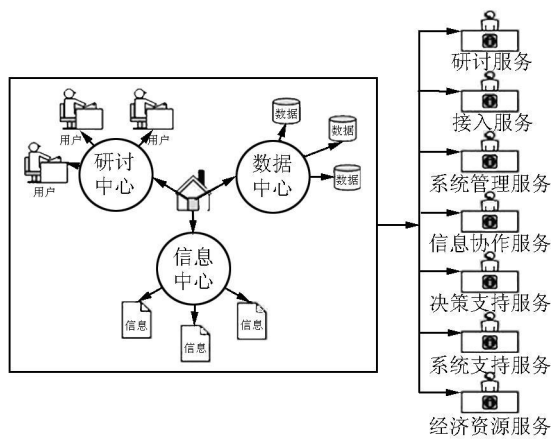 研讨服务
接入服务
系统管理服务
信息协作服务
决策支持服务
系统支持服务
经济资源服务
用户
用户
用户
研讨
中心
数据
数据
数据
数据
中心
信息
中心
信息
信息
信息